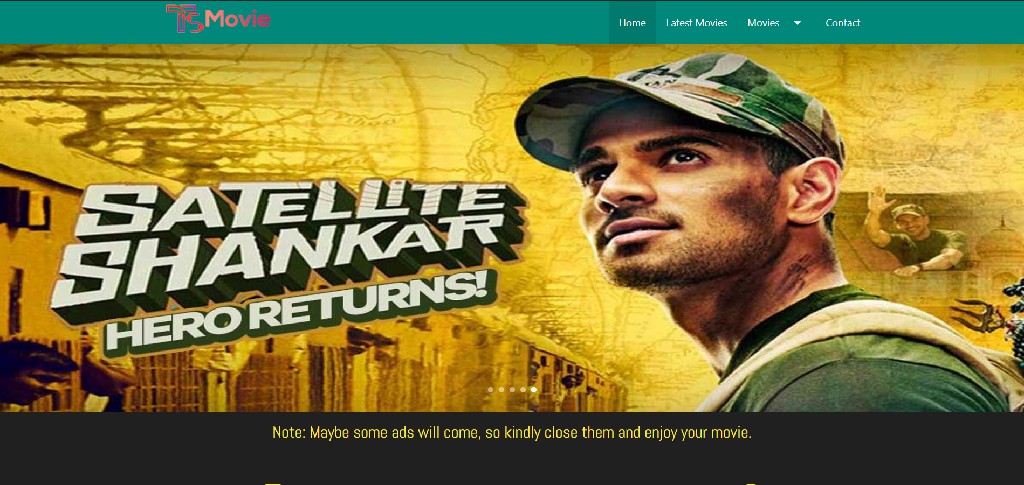 TS Movie
Home Latest Movies Movies Contact
SATELLITE
SHANKAR
HERO RETURNS!
Note: Maybe some ads will come, so kindly close them and enjoy your movie.